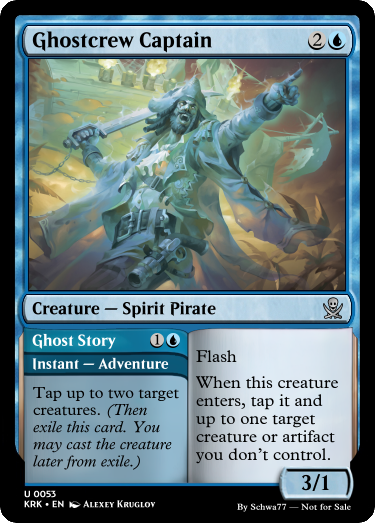 Ghostcrew Captain 2
Creature — Spirit Pirate
Ghost Story 1
Instant — Adventure
Tap up to two target
creatures. (Then
exile this card. You
may cast the creature
later from exile.)
Flash
When this creature
enters, tap it and
up to one target
creature or artifact
you don't control.
3/1
U 0053
KRK • EN Alexey Kruglov
By Schwa77 — Not for Sale